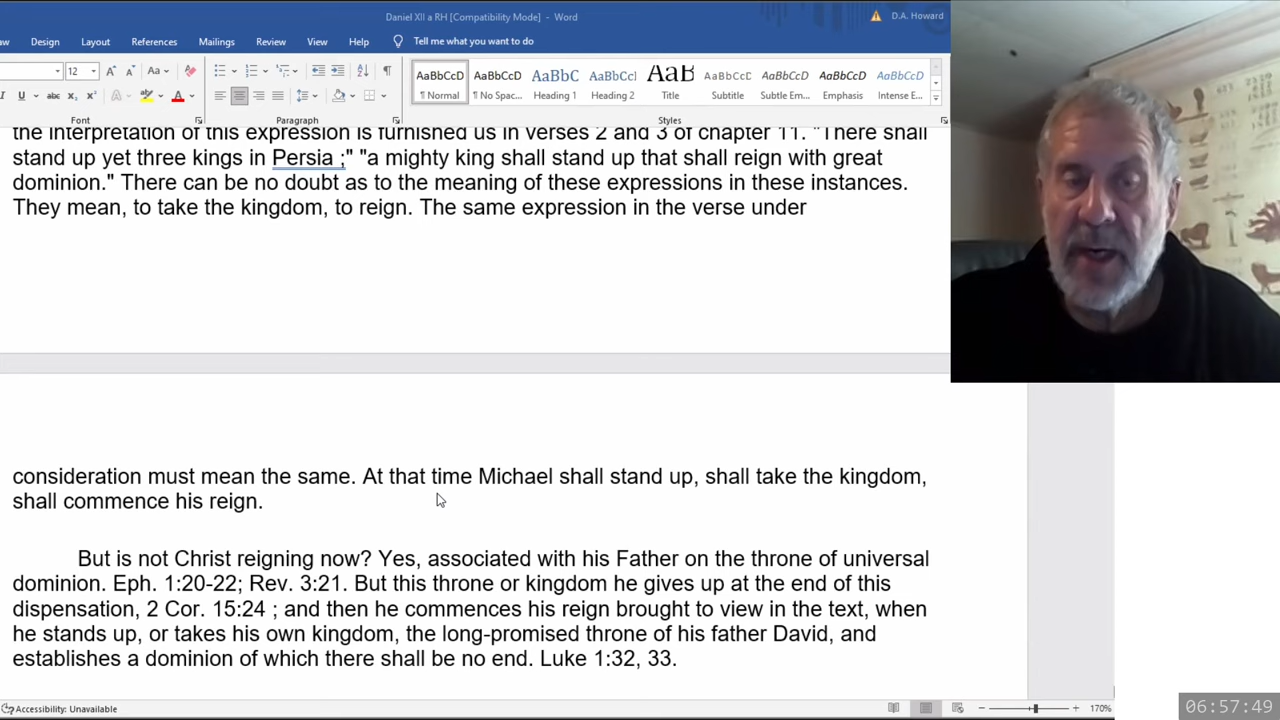 Daniel XII a RH [Compatibility Mode] - Word
D.A. Howard
aw Design Layout References Mailings Review View Help Tell me what you want to do
12 Aa
AaBbCcD AaBbCcD AaBbC AaBbCcI AaB AaBbCcD AaBbCcD AaBbCcD AaBbCcD
¶ Normal ¶ No Spac... Heading 1 Heading 2 Title Subtitle Subtle Em... Emphasis Intense E...
Font Paragraph Styles
the interpretation of this expression is furnished us in verses 2 and 3 of chapter 11. "There shall
stand up yet three kings in Persia ;" "a mighty king shall stand up that shall reign with great
dominion." There can be no doubt as to the meaning of these expressions in these instances.
They mean, to take the kingdom, to reign. The same expression in the verse under
consideration must mean the same. At that time Michael shall stand up, shall take the kingdom,
shall commence his reign.
But is not Christ reigning now? Yes, associated with his Father on the throne of universal
dominion. Eph. 1:20-22; Rev. 3:21. But this throne or kingdom he gives up at the end of this
dispensation, 2 Cor. 15:24 ; and then he commences his reign brought to view in the text, when
he stands up, or takes his own kingdom, the long-promised throne of his father David, and
establishes a dominion of which there shall be no end. Luke 1:32, 33.
Accessibility: Unavailable
170%
06:57:49